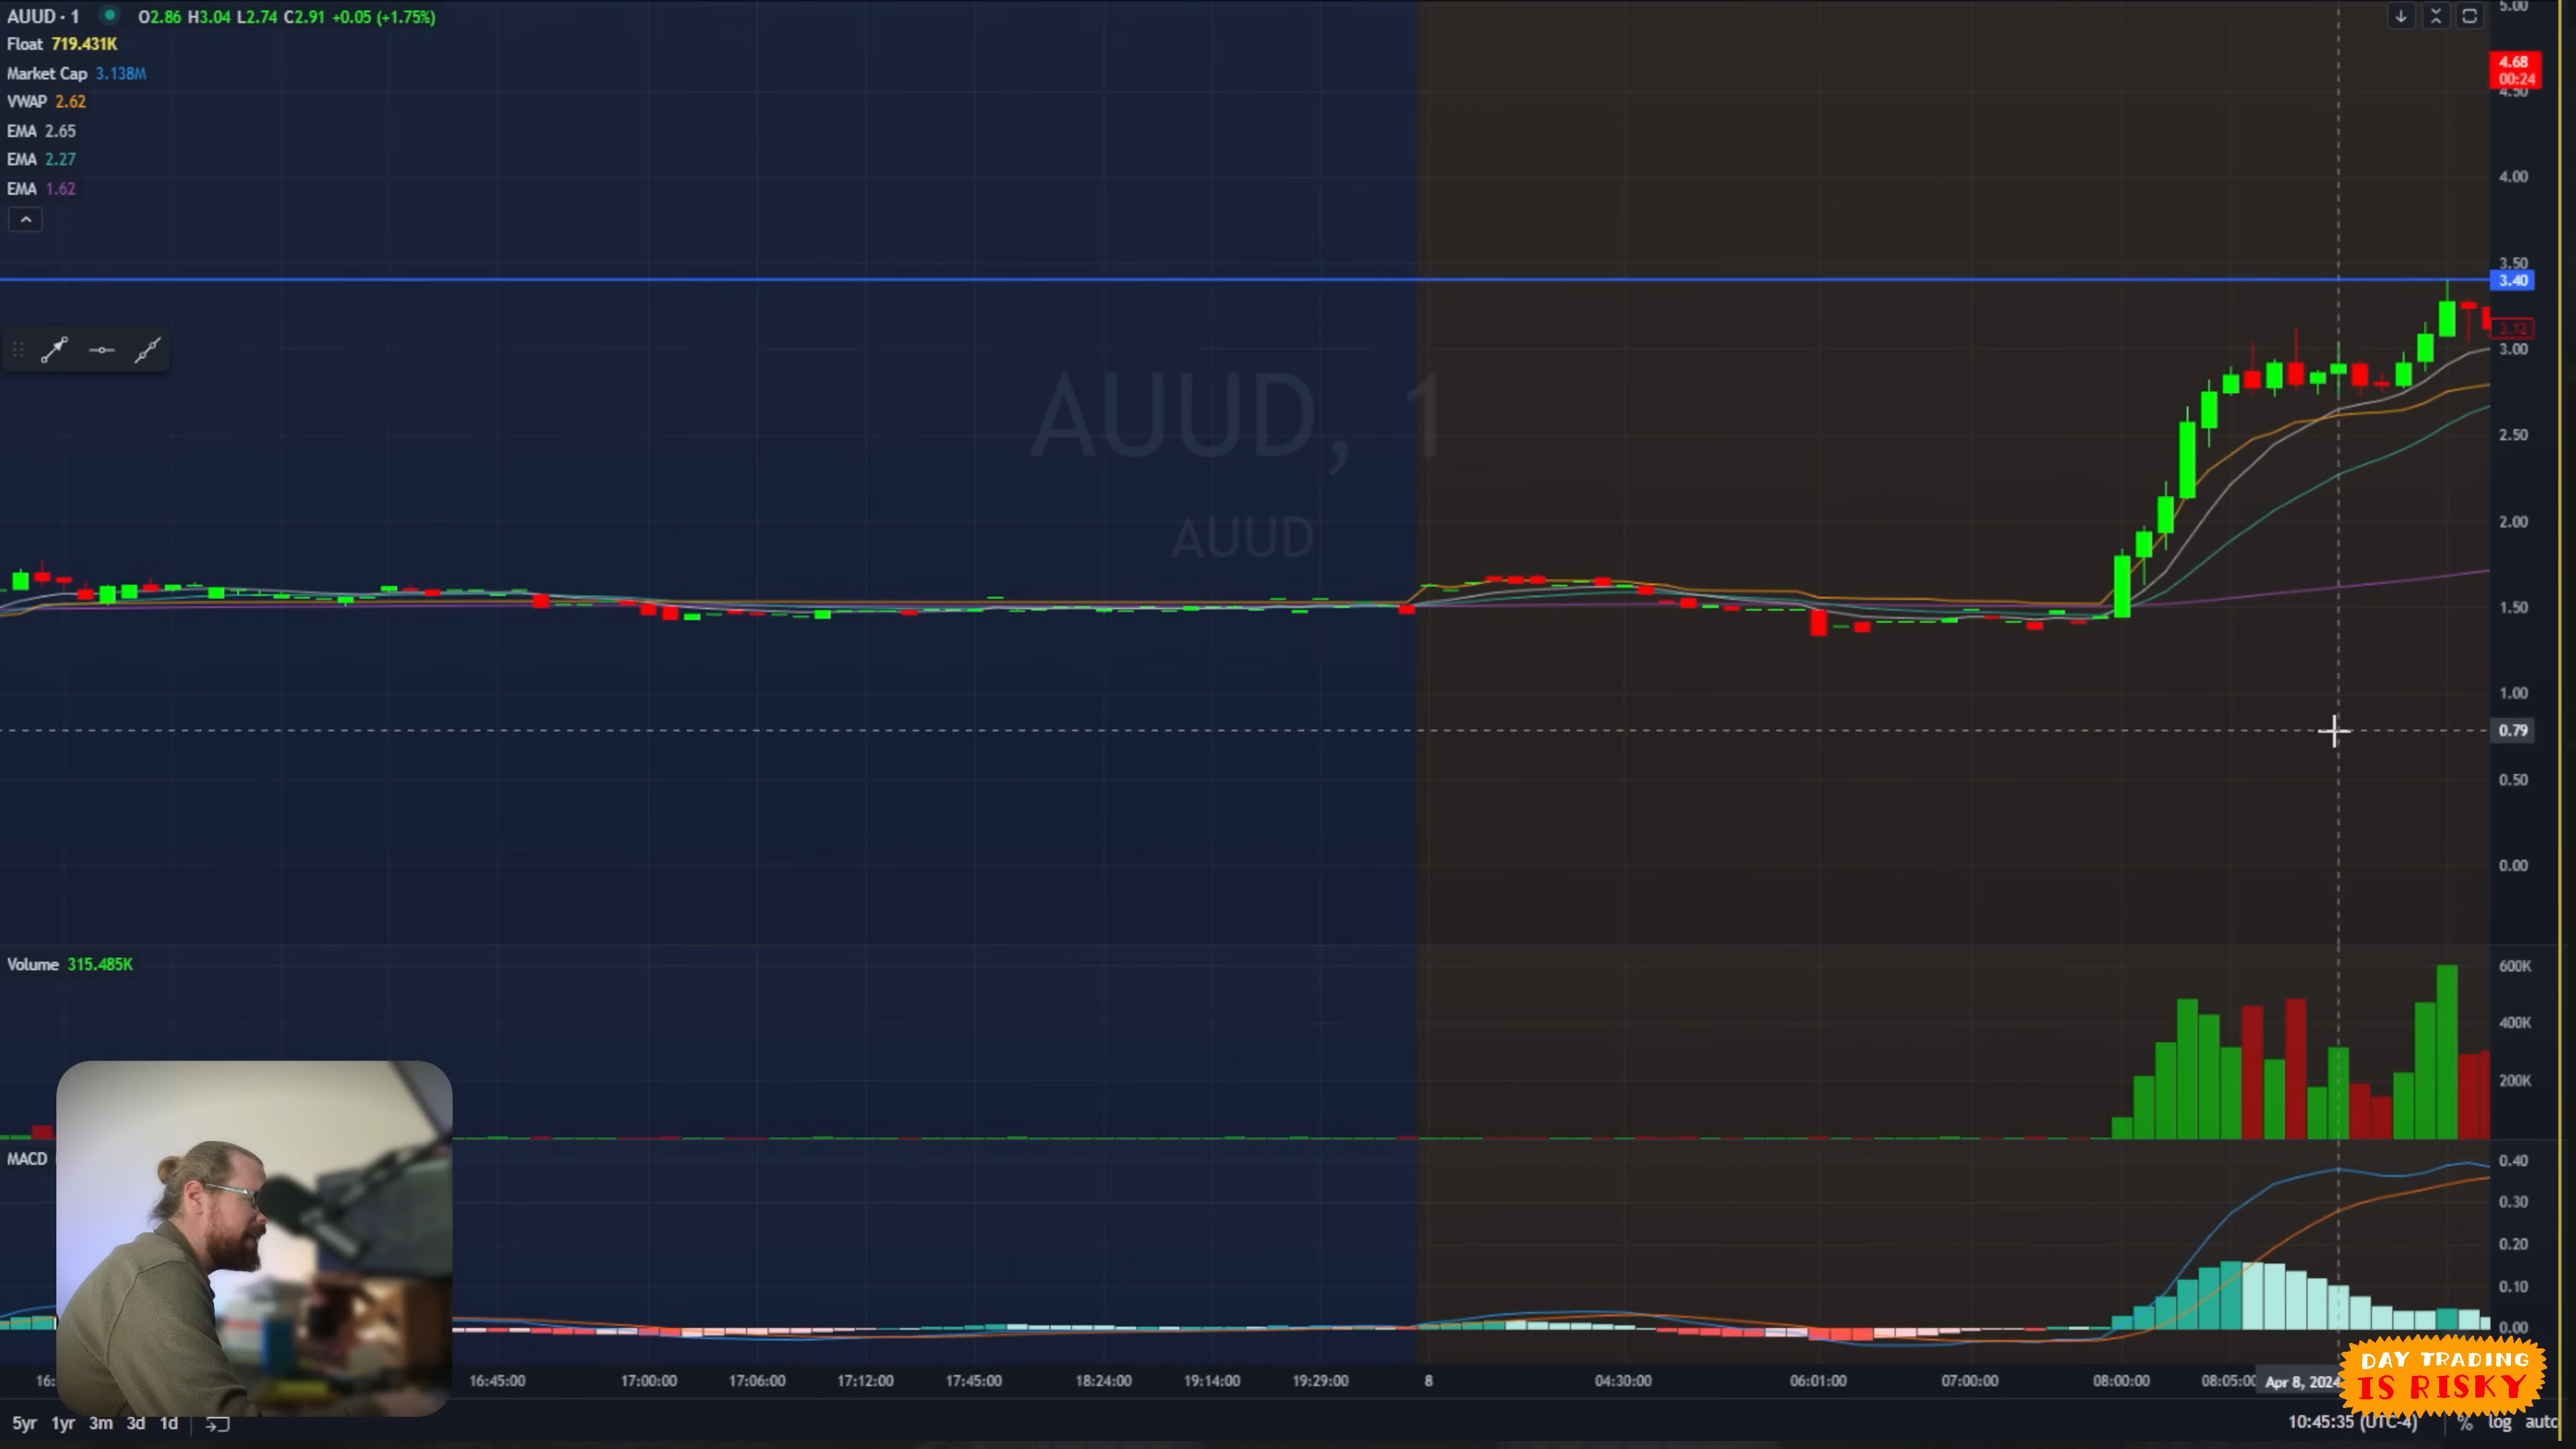 AUUD · 1 O2.86 H3.04 L2.74 C2.91 +0.05 (+1.75%)
Float 719.431K
Market Cap 3.138M
VWAP 2.62
EMA 2.65
EMA 2.27
EMA 1.62
AUUD, 1
AUUD
5.00
4.68
00:24
4.50
4.00
3.50
3.40
3.12
3.00
2.50
2.00
1.50
1.00
0.79
0.50
0.00
Volume 315.485K
600K
400K
200K
MACD
0.40
0.30
0.20
0.10
0.00
16: 16:45:00 17:00:00 17:06:00 17:12:00 17:45:00 18:24:00 19:14:00 19:29:00 8 04:30:00 06:01:00 07:00:00 08:00:00 08:05:00 Apr 8, 2024
DAY TRADING
IS RISKY
5yr 1yr 3m 3d 1d 10:45:35 (UTC-4) % log auto